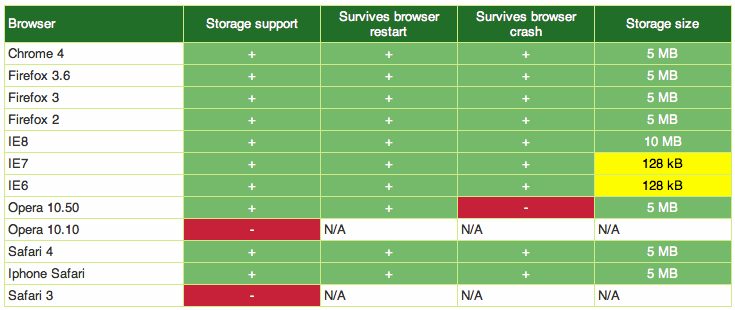 Browser Storage support Survives browser restart Survives browser crash Storage size
Chrome 4 + + + 5 MB
Firefox 3.6 + + + 5 MB
Firefox 3 + + + 5 MB
Firefox 2 + + + 5 MB
IE8 + + + 10 MB
IE7 + + + 128 kB
IE6 + + + 128 kB
Opera 10.50 + + - 5 MB
Opera 10.10 - N/A N/A N/A
Safari 4 + + + 5 MB
Iphone Safari + + + 5 MB
Safari 3 - N/A N/A N/A